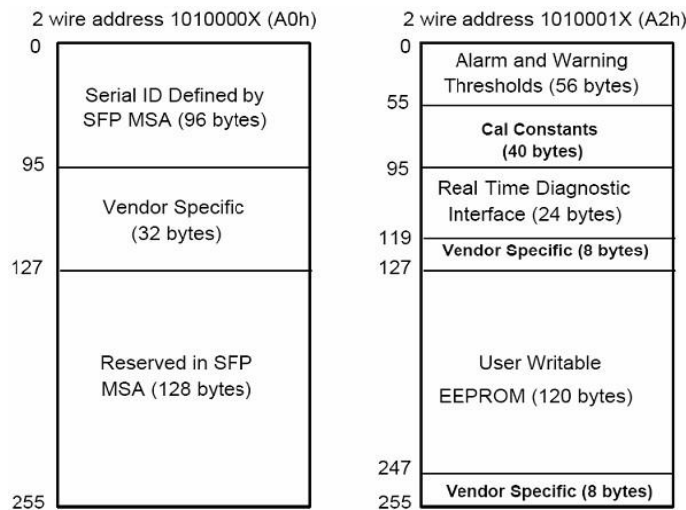 2 wire address 1010000X (A0h)
0
Serial ID Defined by
SFP MSA (96 bytes)
95
Vendor Specific
(32 bytes)
127
Reserved in SFP
MSA (128 bytes)
255
2 wire address 1010001X (A2h)
0
Alarm and Warning
Thresholds (56 bytes)
55
Cal Constants
(40 bytes)
95
Real Time Diagnostic
Interface (24 bytes)
119
Vendor Specific (8 bytes)
127
User Writable
EEPROM (120 bytes)
247
Vendor Specific (8 bytes)
255